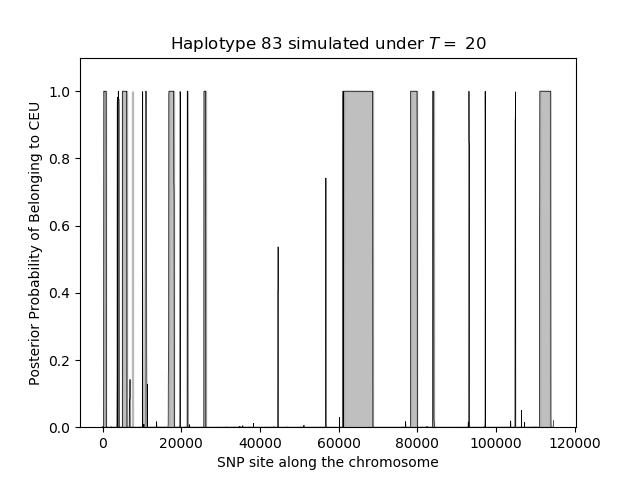 Haplotype 83 simulated under T = 20
Posterior Probability of Belonging to CEU
1.0
0.8
0.6
0.4
0.2
0.0
0 20000 40000 60000 80000 100000 120000
SNP site along the chromosome